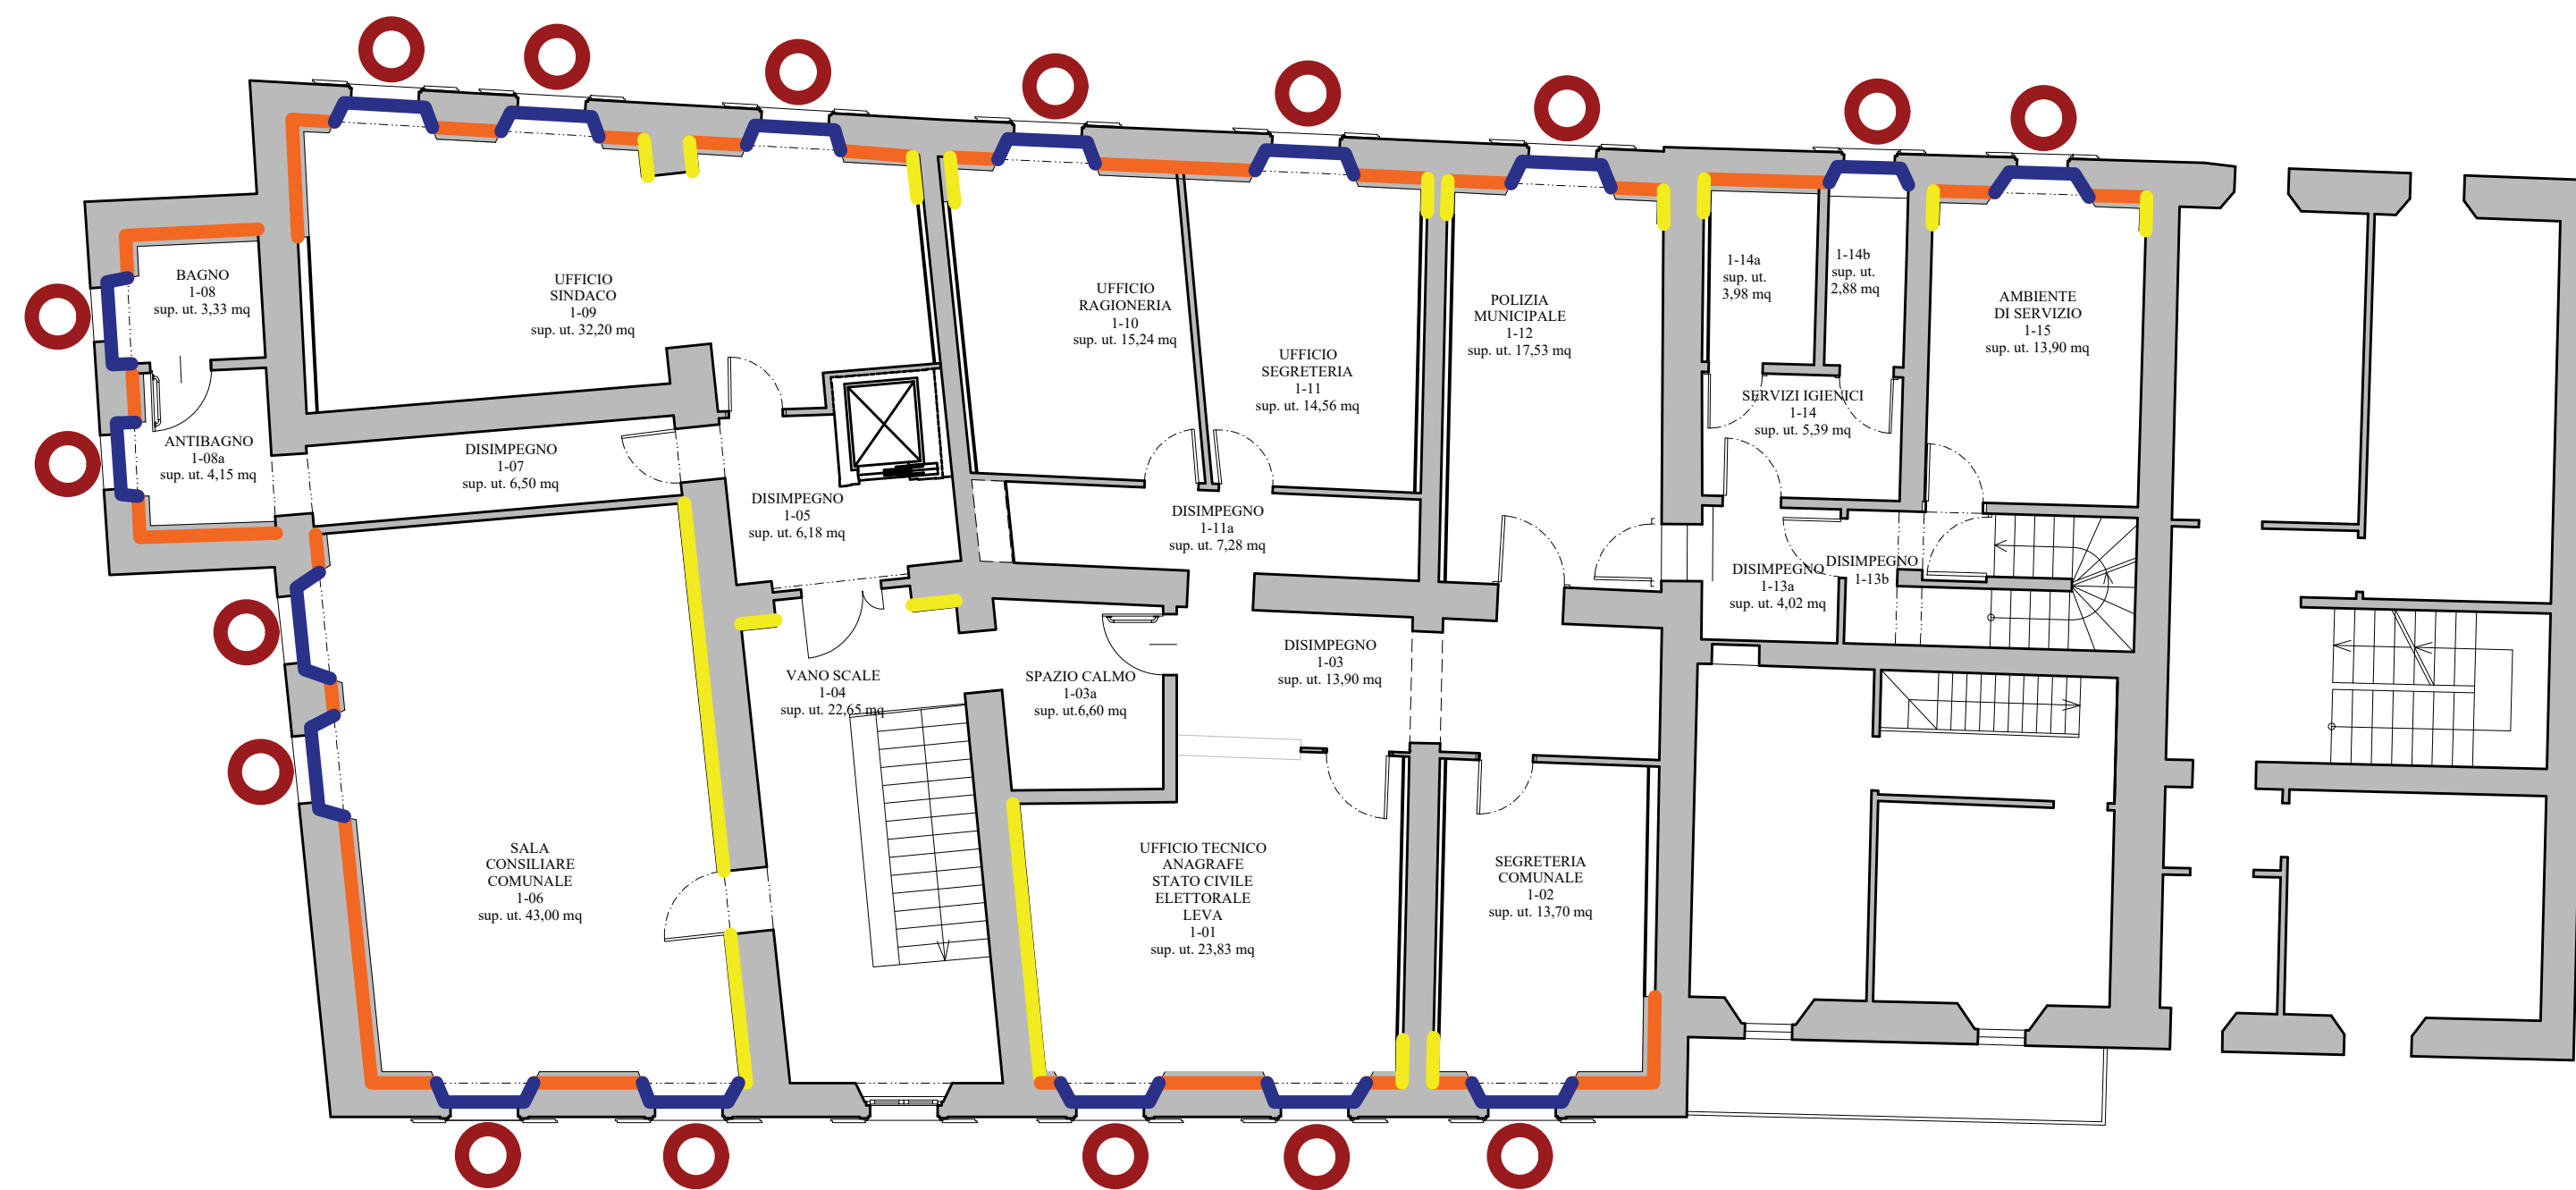 BAGNO
1-08
sup. ut. 3,33 mq
UFFICIO
SINDACO
1-09
sup. ut. 32,20 mq
UFFICIO
RAGIONERIA
1-10
sup. ut. 15,24 mq
UFFICIO
SEGRETERIA
1-11
sup. ut. 14,56 mq
POLIZIA
MUNICIPALE
1-12
sup. ut. 17,53 mq
1-14a
sup. ut.
3,98 mq
1-14b
sup. ut.
2,88 mq
AMBIENTE
DI SERVIZIO
1-15
sup. ut. 13,90 mq
SERVIZI IGIENICI
1-14
sup. ut. 5,39 mq
ANTIBAGNO
1-08a
sup. ut. 4,15 mq
DISIMPEGNO
1-07
sup. ut. 6,50 mq
DISIMPEGNO
1-05
sup. ut. 6,18 mq
DISIMPEGNO
1-11a
sup. ut. 7,28 mq
DISIMPEGNO
1-13a
sup. ut. 4,02 mq
DISIMPEGNO
1-13b
VANO SCALE
1-04
sup. ut. 22,65 mq
SPAZIO CALMO
1-03a
sup. ut.6,60 mq
DISIMPEGNO
1-03
sup. ut. 13,90 mq
SALA
CONSILIARE
COMUNALE
1-06
sup. ut. 43,00 mq
UFFICIO TECNICO
ANAGRAFE
STATO CIVILE
ELETTORALE
LEVA
1-01
sup. ut. 23,83 mq
SEGRETERIA
COMUNALE
1-02
sup. ut. 13,70 mq